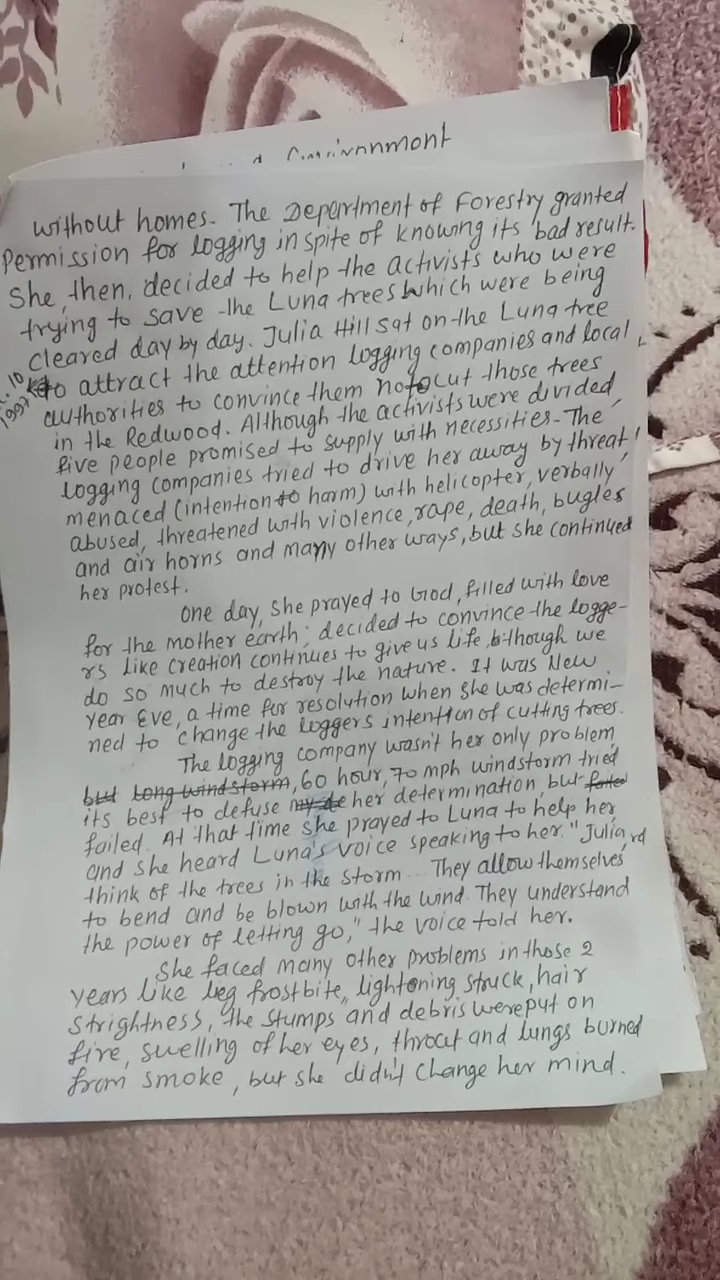 Environment
without homes. The Department of Forestry granted
Permission for logging in spite of knowing its bad result.
She, then, decided to help the activists who were
trying to save the Luna trees which were being
cleared day by day. Julia Hill sat on the Luna tree
to attract the attention logging companies and local
10
1997
authorities to convince them not to cut those trees
in the Redwood. Although the activists were divided,
five people promised to supply with necessities. The
logging companies tried to drive her away by threat,
menaced (intention to harm) with helicopter, verbally
abused, threatened with violence, rape, death, bugles
and air horns and many other ways, but she continued
her protest.
One day, she prayed to God, filled with love
for the mother earth; decided to convince the logge-
rs like creation continues to give us life, though we
do so much to destroy the nature. It was New
Year Eve, a time for resolution when she was determi-
ned to change the loggers intention of cutting trees.
The logging company wasn't her only problem,
but long windstorm, 60 hour, 70 mph windstorm tried
its best to defuse her determination, but failed
failed. At that time she prayed to Luna to help her
and she heard Luna's voice speaking to her. "Julia,
think of the trees in the storm... They allow themselves
to bend and be blown with the wind. They understand
the power of letting go," the voice told her.
She faced many other problems in those 2
years like leg frostbite, lightening struck, hair
strightness, the stumps and debris were put on
fire, swelling of her eyes, throat and lungs burned
from smoke, but she didn't change her mind.